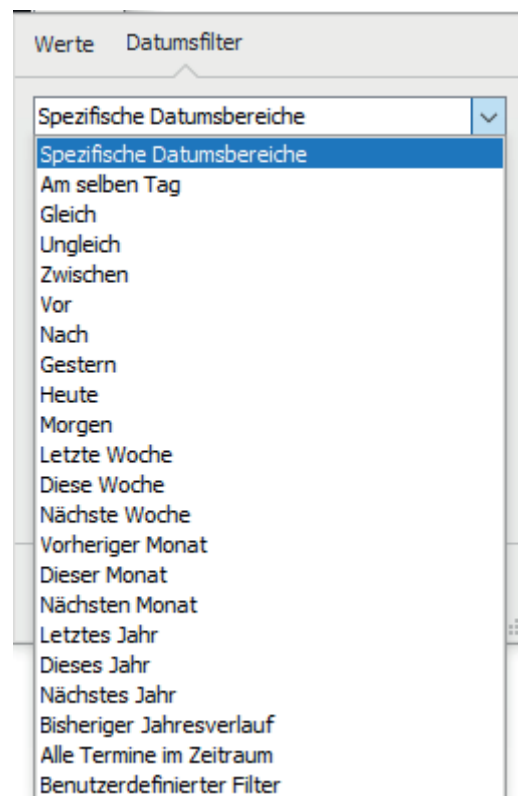 Werte Datumsfilter
Spezifische Datumsbereiche
Spezifische Datumsbereiche
Am selben Tag
Gleich
Ungleich
Zwischen
Vor
Nach
Gestern
Heute
Morgen
Letzte Woche
Diese Woche
Nächste Woche
Vorheriger Monat
Dieser Monat
Nächsten Monat
Letztes Jahr
Dieses Jahr
Nächstes Jahr
Bisheriger Jahresverlauf
Alle Termine im Zeitraum
Benutzerdefinierter Filter